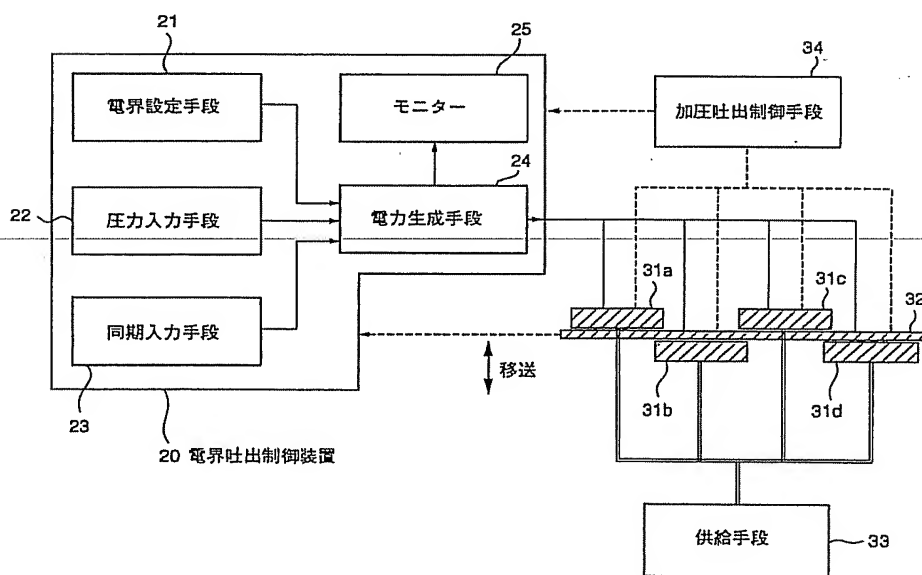 21
25
34
電界設定手段
モニター
加圧吐出制御手段
24
22
圧力入力手段
電力生成手段
31a
31c
32
同期入力手段
移送
31b
31d
23
20 電界吐出制御装置
供給手段
33